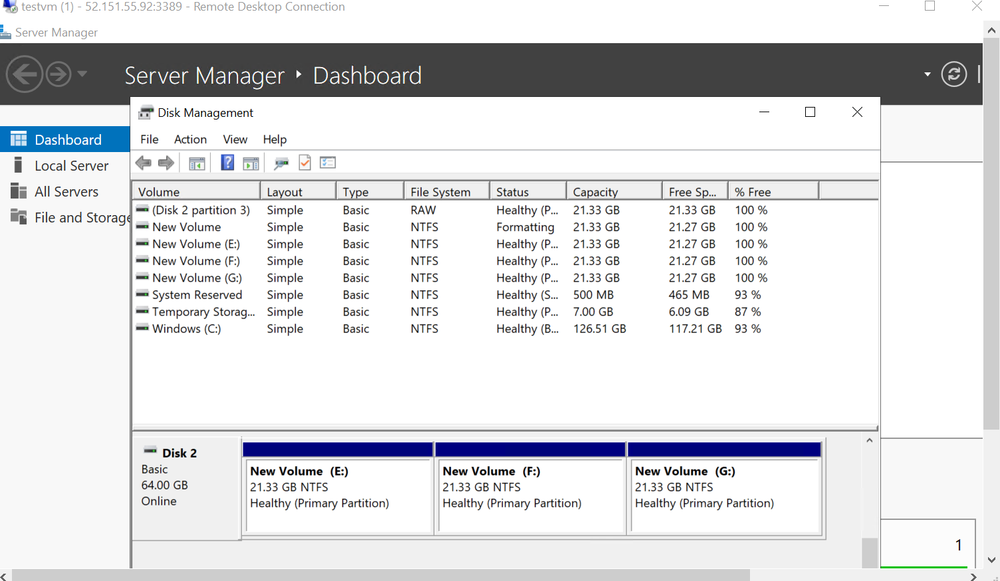 testvm (1) - 52.151.55.92:3389 - Remote Desktop Connection
Server Manager
Server Manager ‣ Dashboard
Dashboard
Local Server
All Servers
File and Storage
Disk Management
File Action View Help
Volume Layout Type File System Status Capacity Free Sp... % Free
(Disk 2 partition 3) Simple Basic RAW Healthy (P... 21.33 GB 21.33 GB 100 %
New Volume Simple Basic NTFS Formatting 21.33 GB 21.27 GB 100 %
New Volume (E:) Simple Basic NTFS Healthy (P... 21.33 GB 21.27 GB 100 %
New Volume (F:) Simple Basic NTFS Healthy (P... 21.33 GB 21.27 GB 100 %
New Volume (G:) Simple Basic NTFS Healthy (P... 21.33 GB 21.27 GB 100 %
System Reserved Simple Basic NTFS Healthy (S... 500 MB 465 MB 93 %
Temporary Storag... Simple Basic NTFS Healthy (P... 7.00 GB 6.09 GB 87 %
Windows (C:) Simple Basic NTFS Healthy (B... 126.51 GB 117.21 GB 93 %
Disk 2
Basic
64.00 GB
Online
New Volume (E:)
21.33 GB NTFS
Healthy (Primary Partition)
New Volume (F:)
21.33 GB NTFS
Healthy (Primary Partition)
New Volume (G:)
21.33 GB NTFS
Healthy (Primary Partition)
1